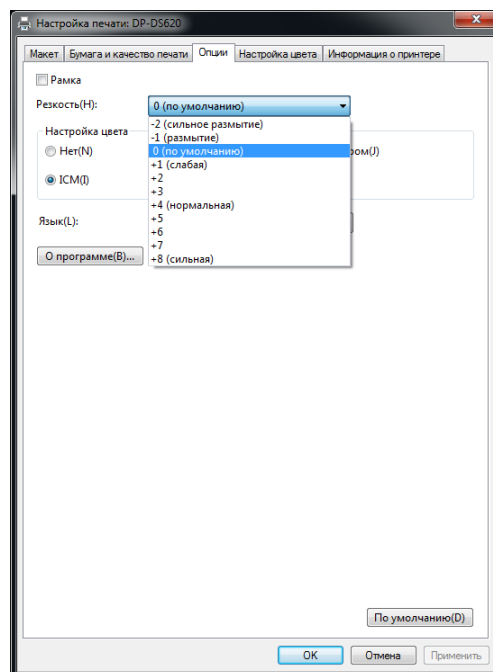 Настройка печати: DP-DS620
Макет Бумага и качество печати Опции Настройка цвета Информация о принтере
Рамка
Резкость(H): 0 (по умолчанию)
-2 (сильное размытие)
Настройка цвета -1 (размытие)
Нет(N) 0 (по умолчанию) ром(J)
+1 (слабая)
ICM(I) +2
+3
+4 (нормальная)
Язык(L): +5
+6
+7
О программе(B)... +8 (сильная)
По умолчанию(D)
OK Отмена Применить